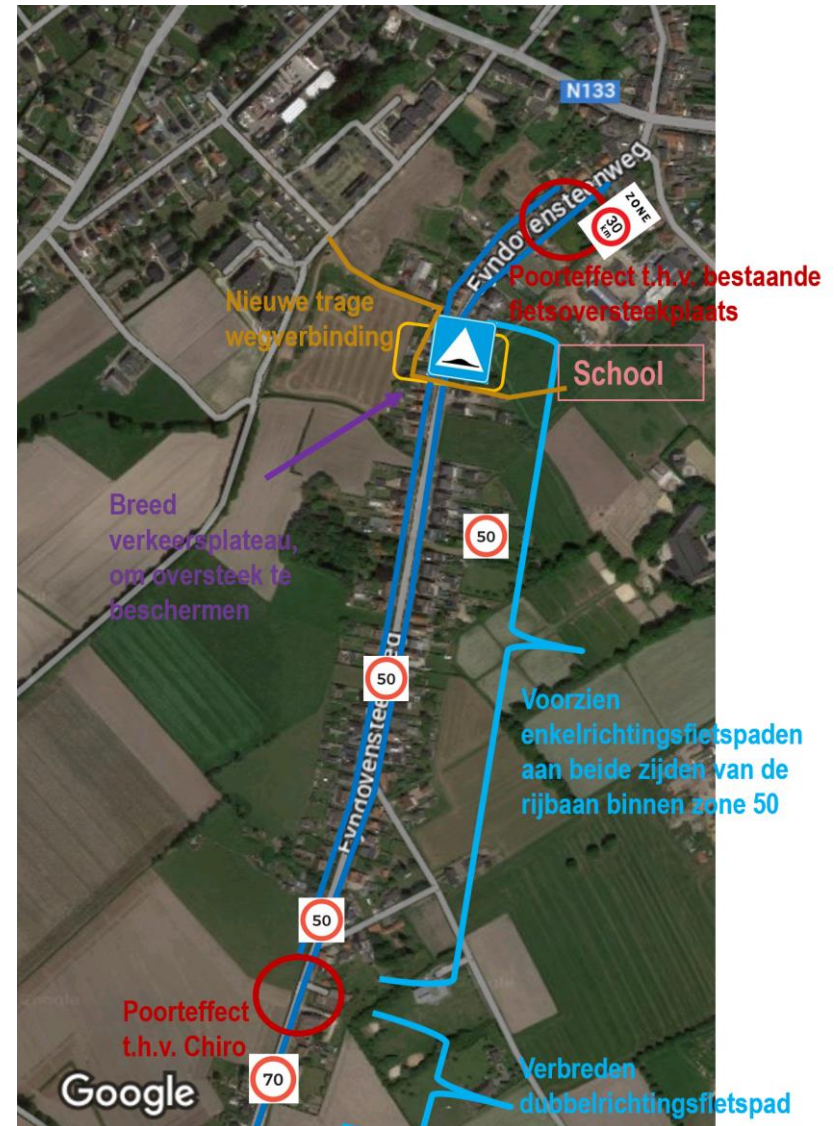 N133
Eyndovensteenweg
ZONE
30
km
Poorteffect t.h.v. bestaande
fietsoversteekplaats
Nieuwe trage
wegverbinding
School
Breed
verkeersplateau,
om oversteek te
beschermen
50
50
Eyndovensteenweg
Voorzien
enkelrichtingsfietspaden
aan beide zijden van de
rijbaan binnen zone 50
50
Poorteffect
t.h.v. Chiro
70
Google
Verbreden
dubbelrichtingsfietspad